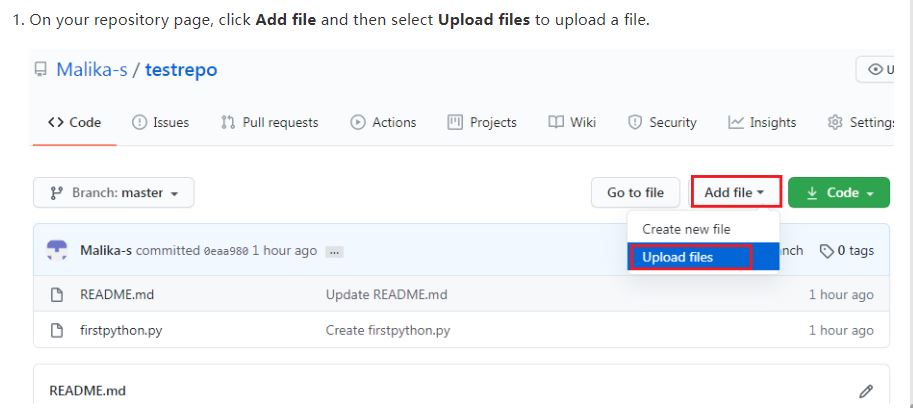 1. On your repository page, click Add file and then select Upload files to upload a file.
Malika-s / testrepo
Code Issues Pull requests Actions Projects Wiki Security Insights Settings
Branch: master Go to file Add file Code
Create new file
Upload files
Malika-s committed 0eaa980 1 hour ago ... 0 tags
README.md Update README.md 1 hour ago
firstpython.py Create firstpython.py 1 hour ago
README.md